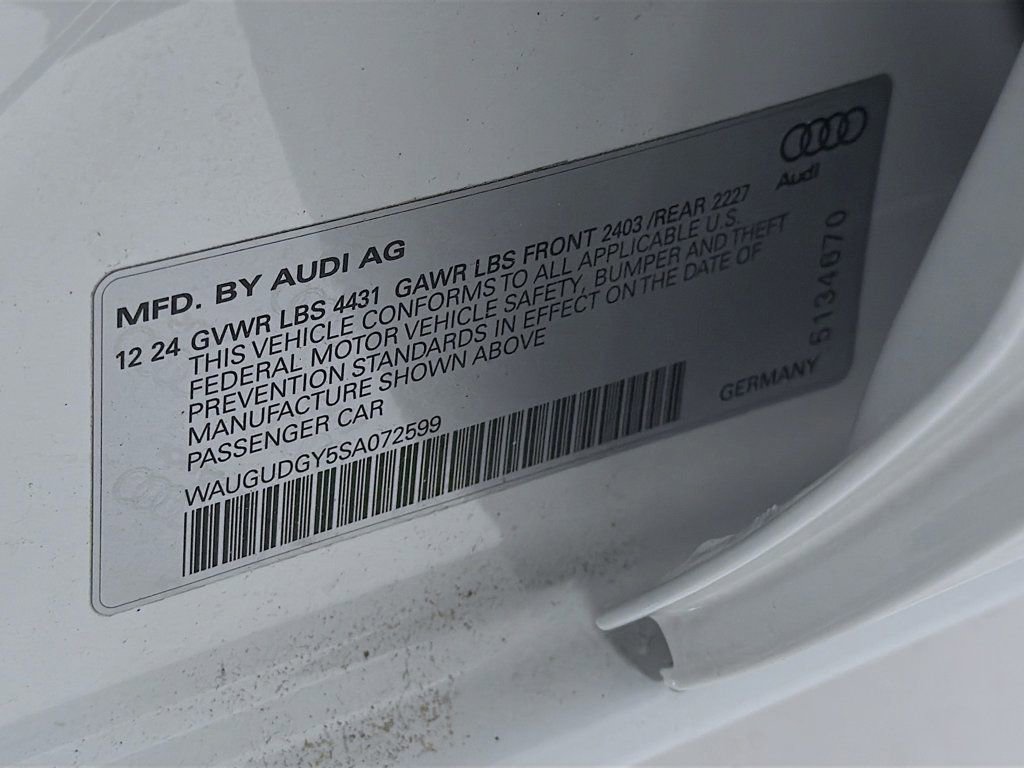 Audi
MFD. BY AUDI AG
12 24 GVWR LBS 4431 GAWR LBS FRONT 2403 /REAR 2227
THIS VEHICLE CONFORMS TO ALL APPLICABLE U.S.
FEDERAL MOTOR VEHICLE SAFETY, BUMPER AND THEFT
PREVENTION STANDARDS IN EFFECT ON THE DATE OF
MANUFACTURE SHOWN ABOVE
PASSENGER CAR
WAUGUDGY5SA072599
GERMANY
5134670